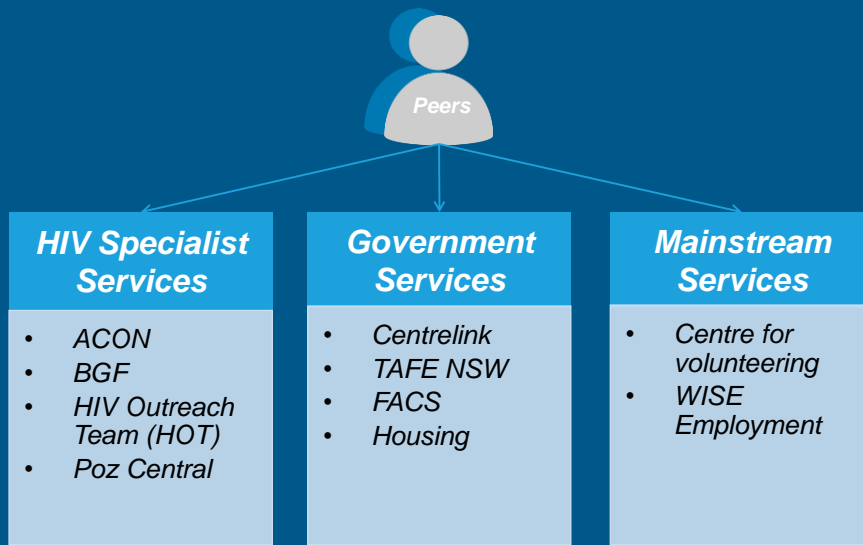 Peers
HIV Specialist
Services
• ACON
• BGF
• HIV Outreach
Team (HOT)
• Poz Central
Government
Services
• Centrelink
• TAFE NSW
• FACS
• Housing
Mainstream
Services
• Centre for
volunteering
• WISE
Employment